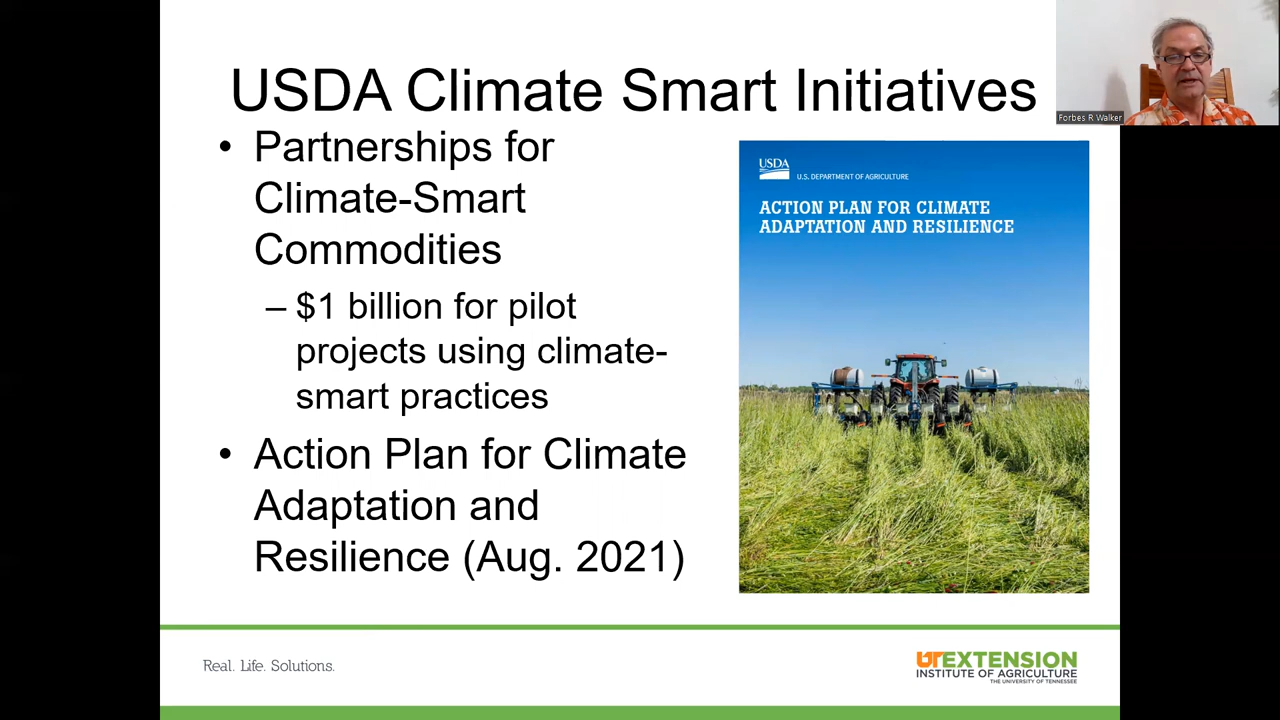 USDA Climate Smart Initiatives
Forbes R Walker
• Partnerships for
Climate-Smart
Commodities
– $1 billion for pilot
projects using climate-
smart practices
• Action Plan for Climate
Adaptation and
Resilience (Aug. 2021)
USDA
U.S. DEPARTMENT OF AGRICULTURE
ACTION PLAN FOR CLIMATE
ADAPTATION AND RESILIENCE
Real. Life. Solutions.
UTEXTENSION
INSTITUTE OF AGRICULTURE
THE UNIVERSITY OF TENNESSEE